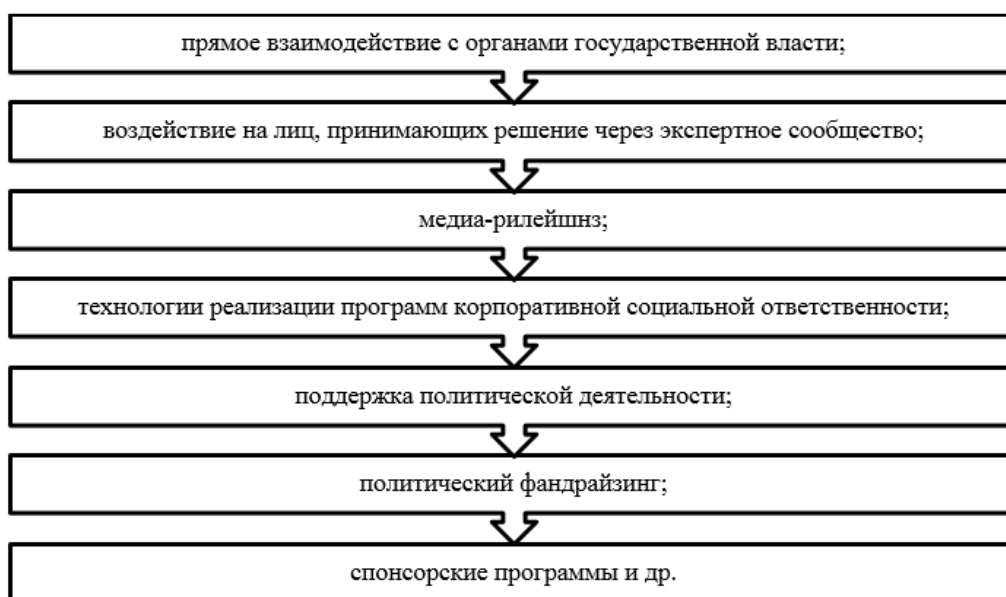 прямое взаимодействие с органами государственной власти;
воздействие на лиц, принимающих решение через экспертное сообщество;
медиа-рилейшнз;
технологии реализации программ корпоративной социальной ответственности;
поддержка политической деятельности;
политический фандрайзинг;
спонсорские программы и др.